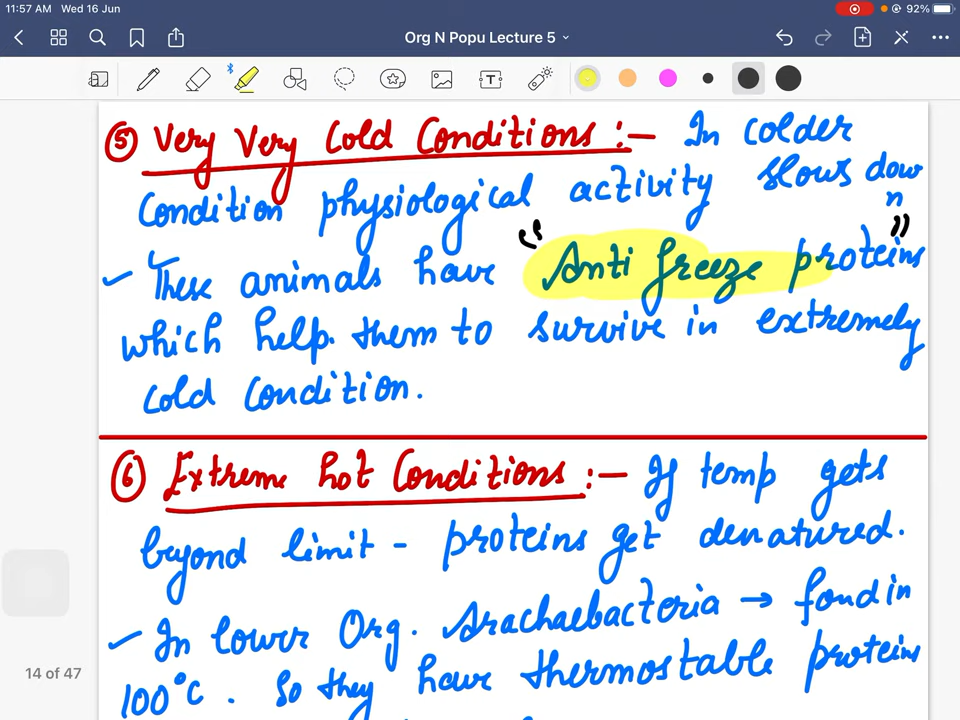 11:57 AM Wed 16 Jun
92%
Org N Popu Lecture 5
⑤ Very Very Cold Conditions :- In colder
Condition physiological activity slows down
✓ These animals have "Anti freeze proteins"
which help. them to survive in extremely
cold condition.
⑥ Extreme hot Conditions :- If temp gets
beyond limit - proteins get denatured.
✓ In lower Org. Arachaebacteria → fond in
100°C. So they have thermostable proteins
14 of 47